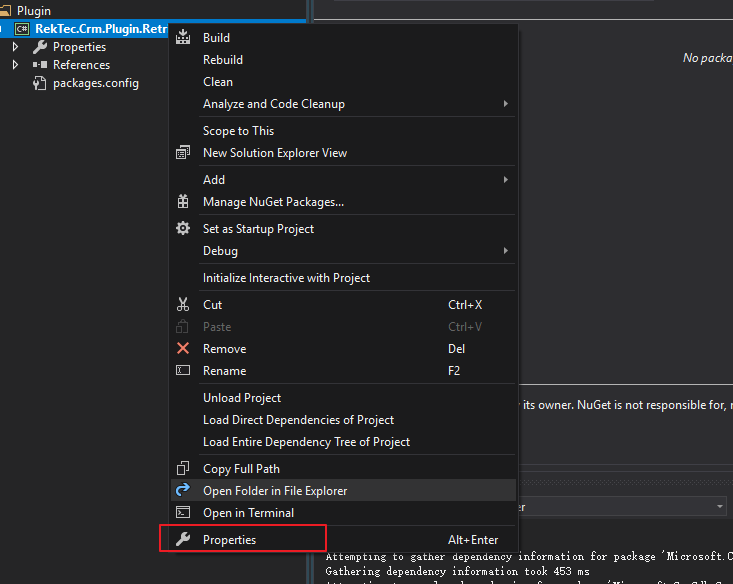 Plugin
C# RekTec.Crm.Plugin.Retr
Properties
References
packages.config
Build
Rebuild
Clean
Analyze and Code Cleanup
Scope to This
New Solution Explorer View
Add
Manage NuGet Packages...
Set as Startup Project
Debug
Initialize Interactive with Project
Cut Ctrl+X
Paste Ctrl+V
Remove Del
Rename F2
Unload Project
Load Direct Dependencies of Project
Load Entire Dependency Tree of Project
Copy Full Path
Open Folder in File Explorer
Open in Terminal
Properties Alt+Enter
No packa
its owner. NuGet is not responsible for,
er
Attempting to gather dependency information for package 'Microsoft.C
Gathering dependency information took 453 ms